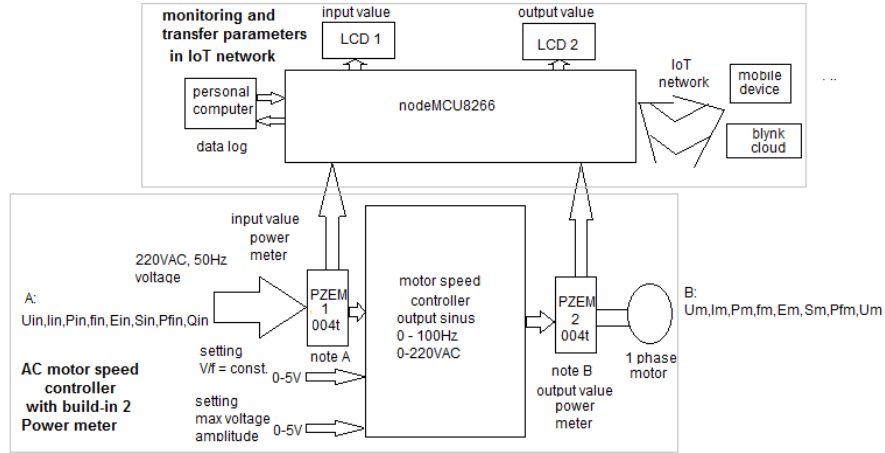 monitoring and
transfer parameters
in IoT network
input value
LCD 1
output value
LCD 2
personal
computer
data log
nodeMCU8266
IoT
network
mobile
device
blynk
cloud
input value
power
meter
220VAC, 50Hz
voltage
A:
Uin,Iin,Pin,fin,Ein,Sin,Pfin,Qin
PZEM
1
004t
note A
motor speed
controller
output sinus
0 - 100Hz
0-220VAC
PZEM
2
004t
note B
output value
power
meter
1 phase
motor
B:
Um,Im,Pm,fm,Em,Sm,Pfm,Um
setting
V/f = const.
0-5V
setting
max voltage
amplitude
0-5V
AC motor speed
controller
with build-in 2
Power meter